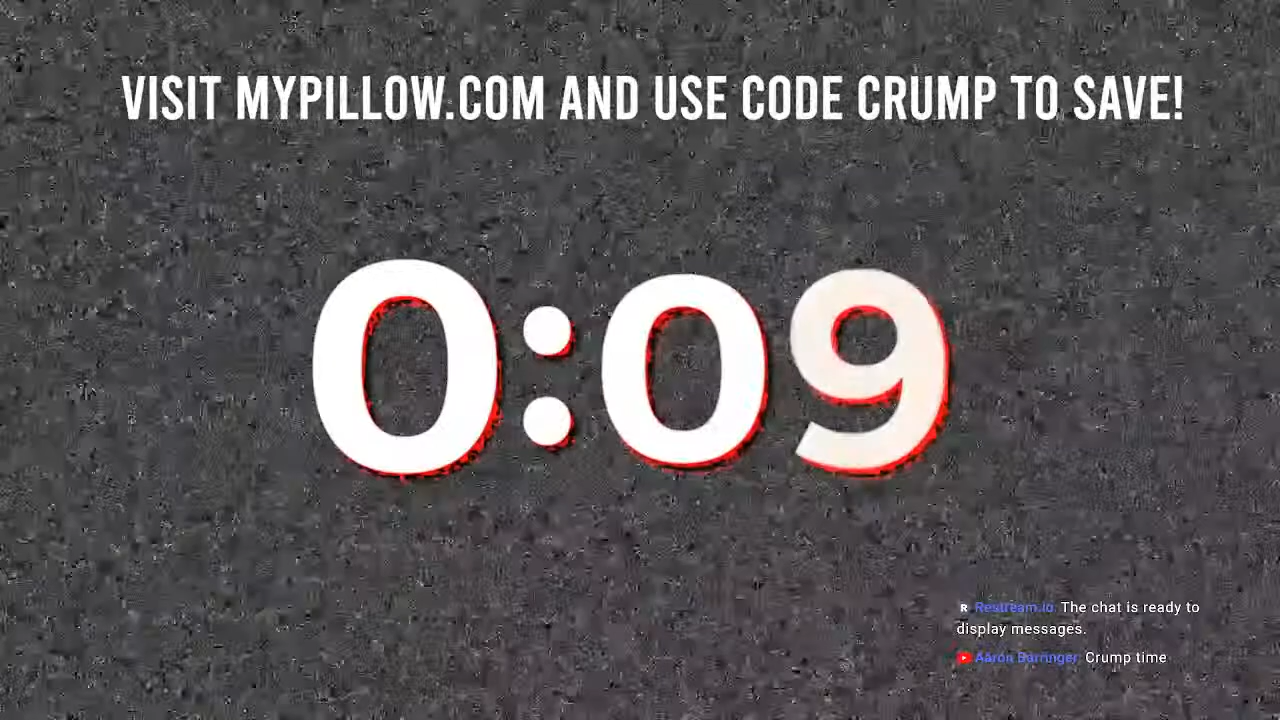 VISIT MYPILLOW.COM AND USE CODE CRUMP TO SAVE!
0:09
R Restream.io: The chat is ready to
display messages.
Aaron Barringer: Crump time